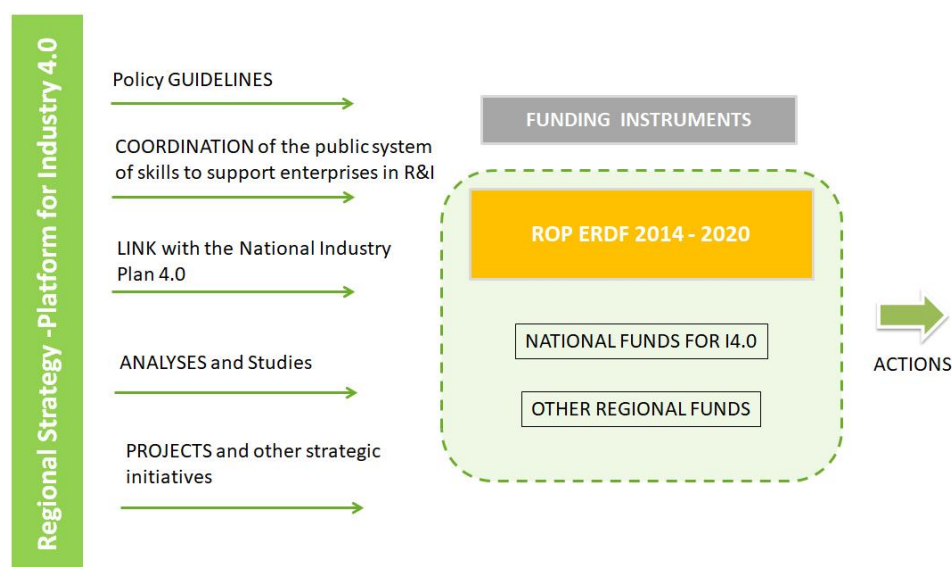 Regional Strategy -Platform for Industry 4.0
Policy GUIDELINES
COORDINATION of the public system
of skills to support enterprises in R&I
LINK with the National Industry
Plan 4.0
ANALYSES and Studies
PROJECTS and other strategic
initiatives
FUNDING INSTRUMENTS
ROP ERDF 2014 - 2020
NATIONAL FUNDS FOR I4.0
OTHER REGIONAL FUNDS
ACTIONS